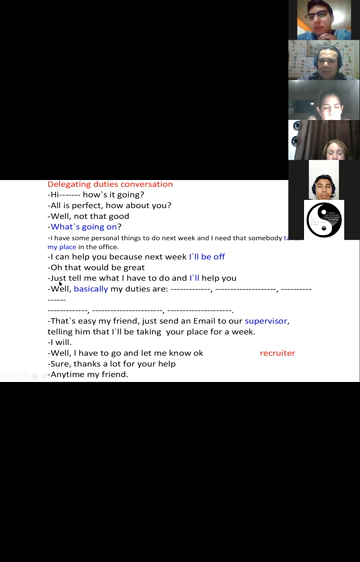 Delegating duties conversation
-Hi------- how`s it going?
-All is perfect, how about you?
-Well, not that good
-What`s going on?
-I have some personal things to do next week and I need that somebody
my place in the office.
-I can help you because next week I`ll be off
-Oh that would be great
-Just tell me what I have to do and I`ll help you
-Well, basically my duties are: -------------, --------------------, ----------
------
-------------, -----------------------, ---------------------.
-That`s easy my friend, just send an Email to our supervisor,
telling him that I`ll be taking your place for a week.
-I will.
-Well, I have to go and let me know ok recruiter
-Sure, thanks a lot for your help
-Anytime my friend.